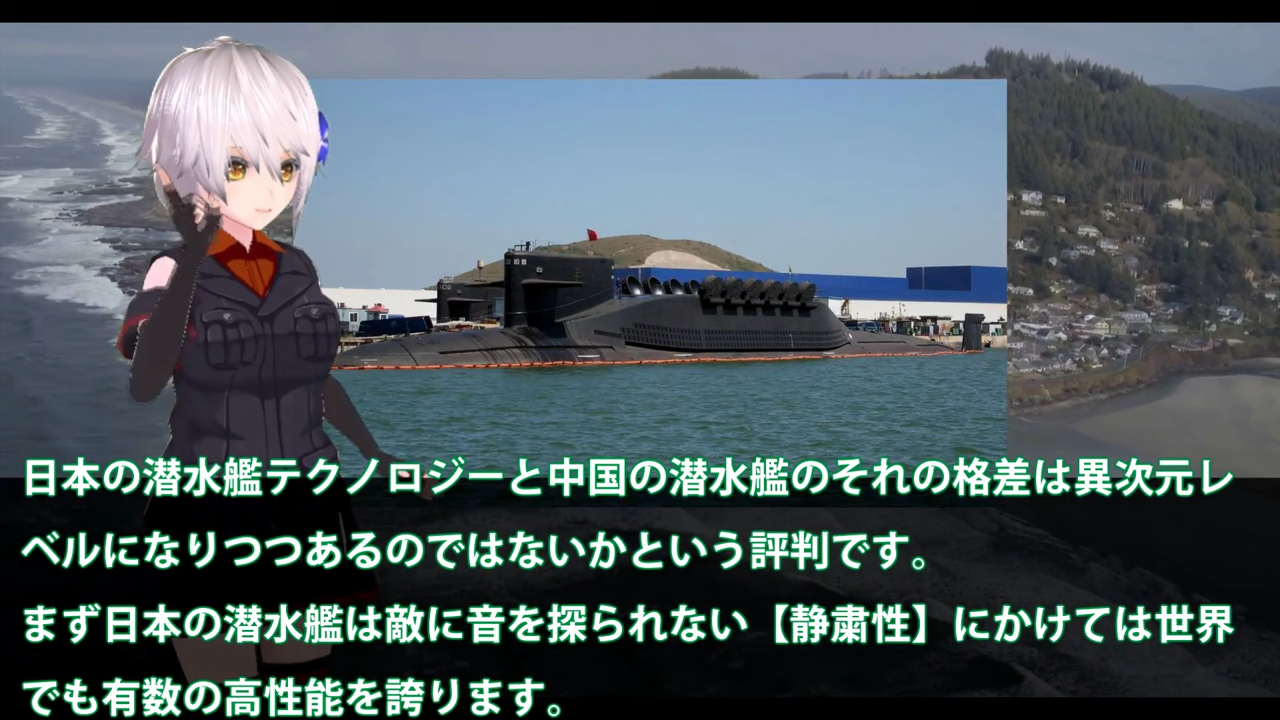 日本の潜水艦テクノロジーと中国の潜水艦のそれの格差は異次元レ
ベルになりつつあるのではないかという評判です。
まず日本の潜水艦は敵に音を探られない【静粛性】にかけては世界
でも有数の高性能を誇ります。